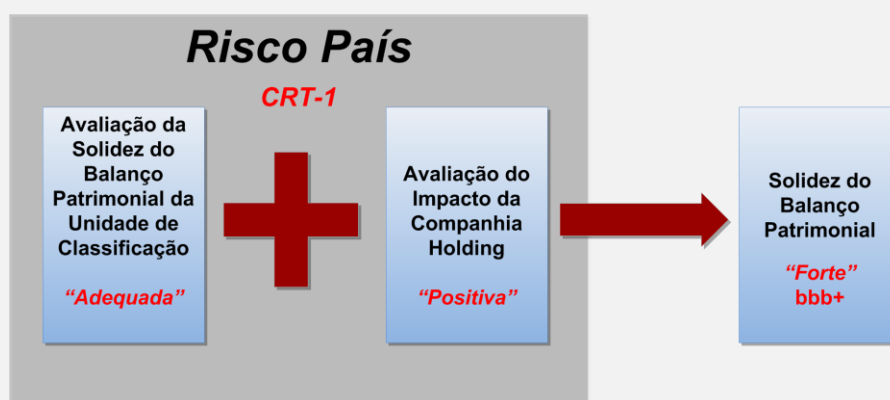 Risco País
CRT-1
Avaliação da
Solidez do
Balanço
Patrimonial da
Unidade de
Classificação
“Adequada”
Avaliação do
Impacto da
Companhia
Holding
“Positiva”
Solidez do
Balanço
Patrimonial
“Forte”
bbb+